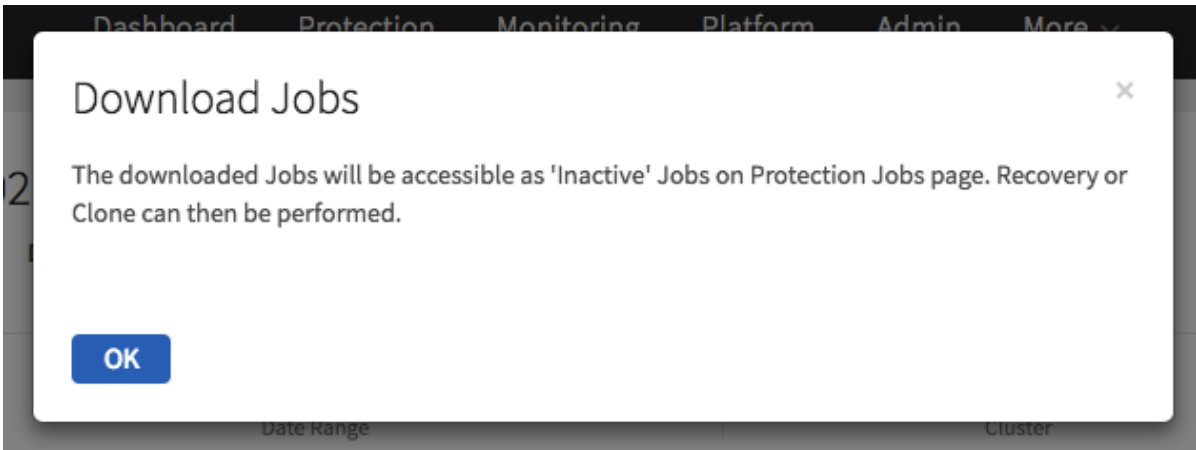 Dashboard Protection Monitoring Platform Admin More
Download Jobs
×
The downloaded Jobs will be accessible as 'Inactive' Jobs on Protection Jobs page. Recovery or
Clone can then be performed.
OK
Date Range Cluster